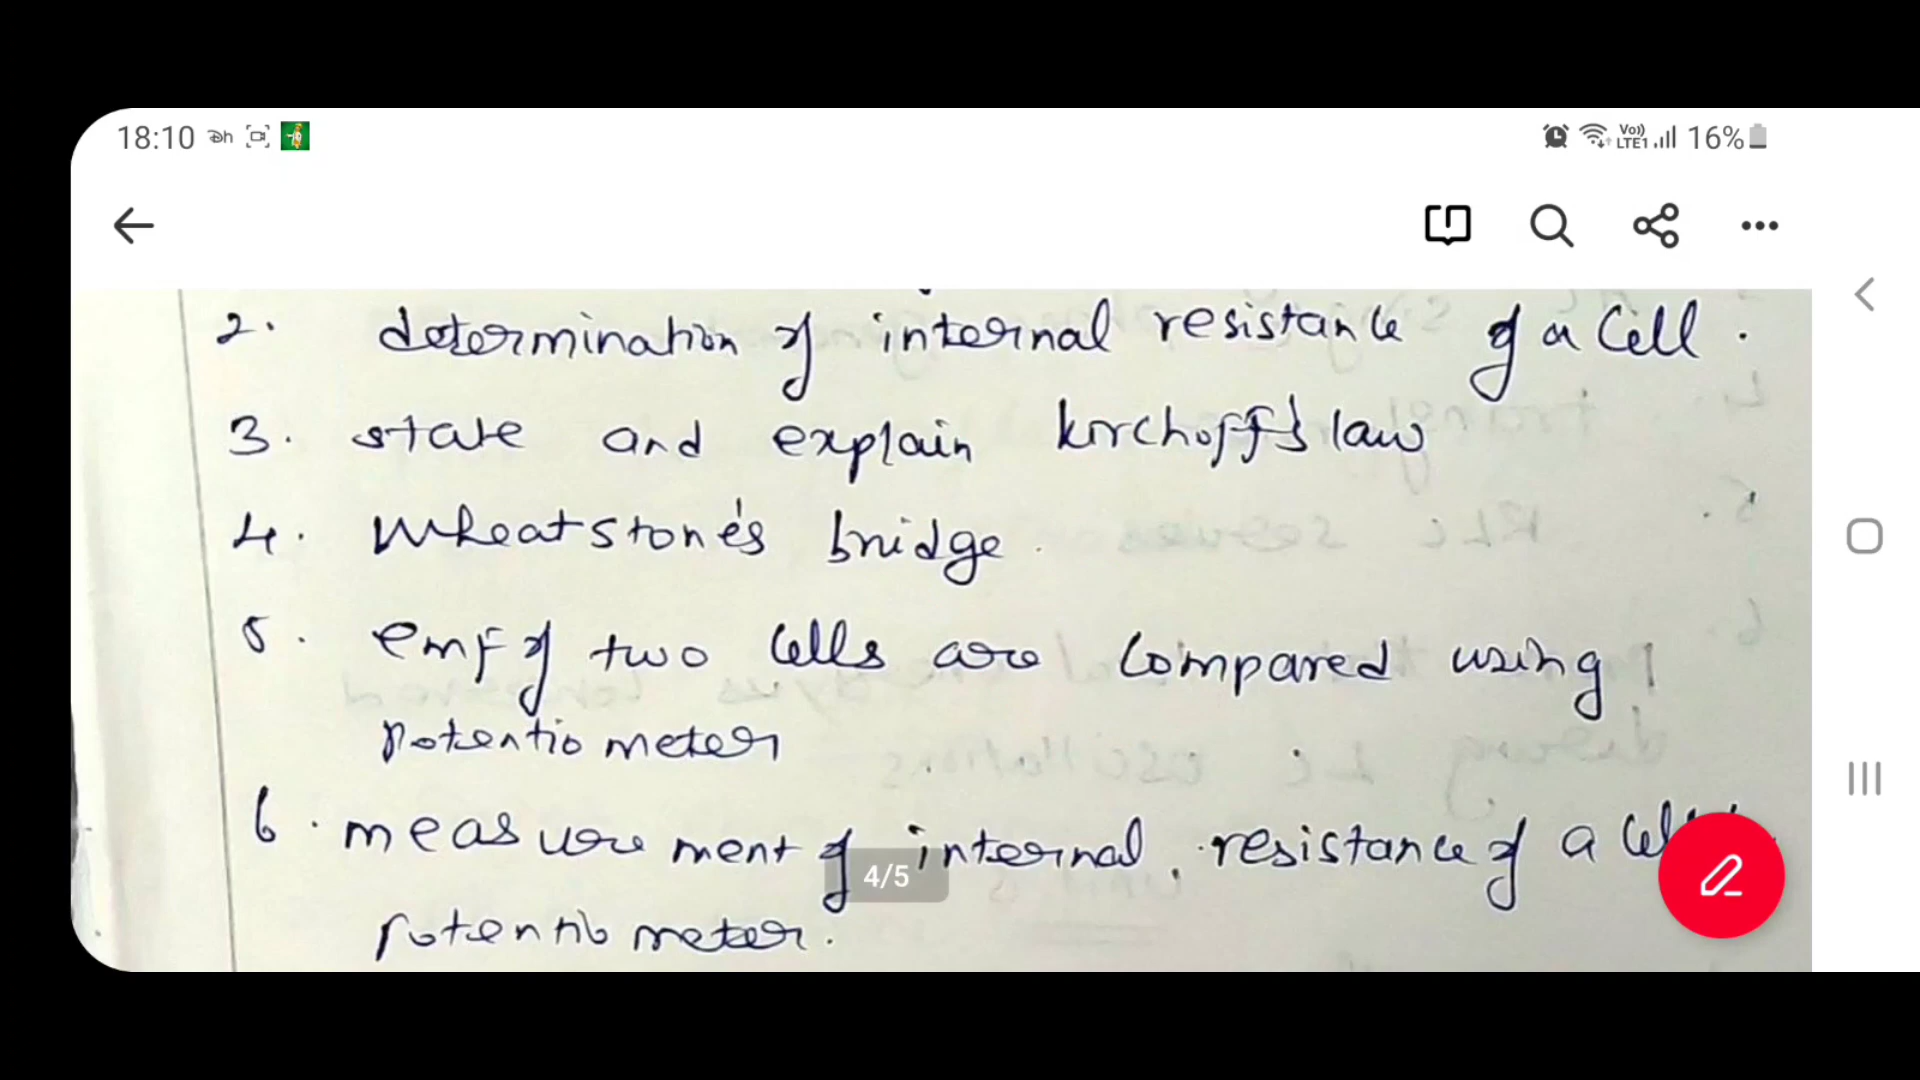 18:10
Vo)) LTE1 16%
2. determination of internal resistance of a cell.
3. state and explain kirchoff's law
4. Wheatstone's bridge.
5. emf of two cells are compared using
potentio meter
6. measurement of internal resistance of a
4/5
potentio meter.